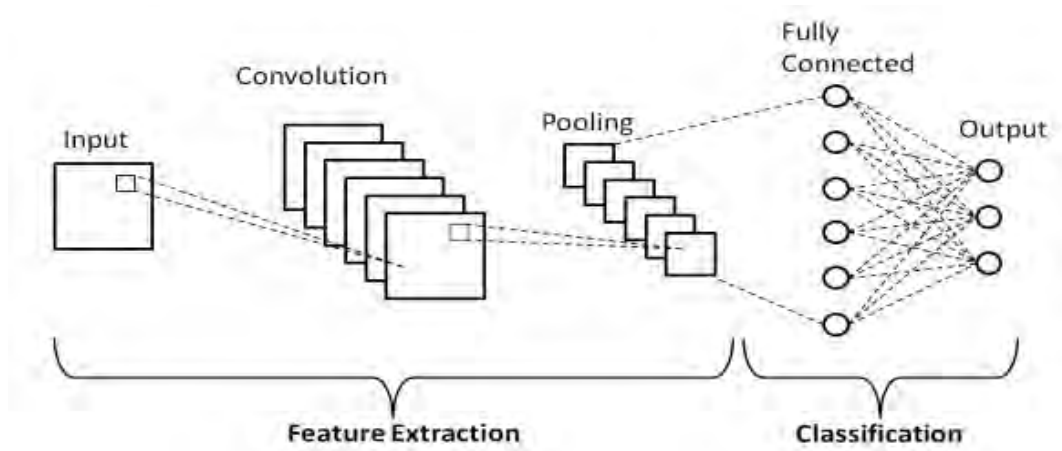 Input
Convolution
Pooling
Fully
Connected
Output
Feature Extraction
Classification